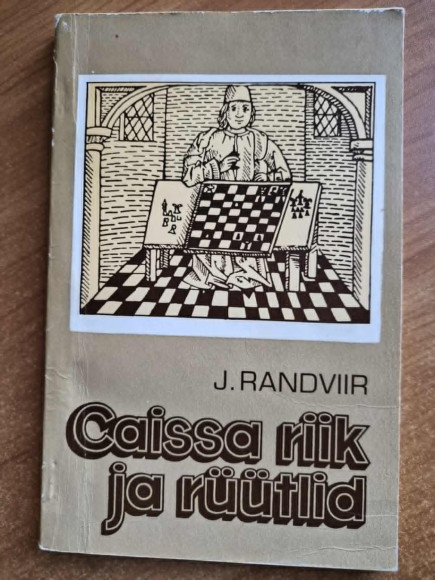 J. RANDVIIR
Caissa riik
ja rüütlid